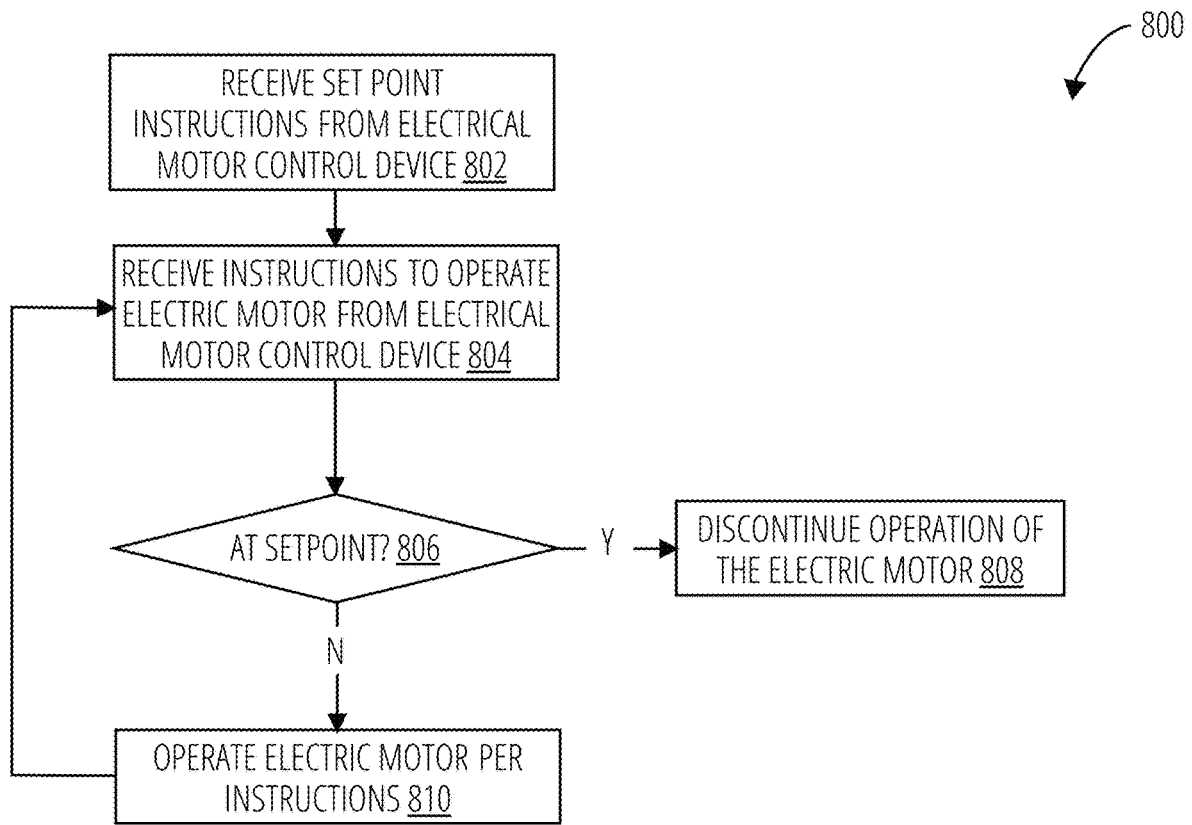 800
RECEIVE SET POINT
INSTRUCTIONS FROM ELECTRICAL
MOTOR CONTROL DEVICE 802
RECEIVE INSTRUCTIONS TO OPERATE
ELECTRIC MOTOR FROM ELECTRICAL
MOTOR CONTROL DEVICE 804
AT SETPOINT? 806
Y
DISCONTINUE OPERATION OF
THE ELECTRIC MOTOR 808
N
OPERATE ELECTRIC MOTOR PER
INSTRUCTIONS 810